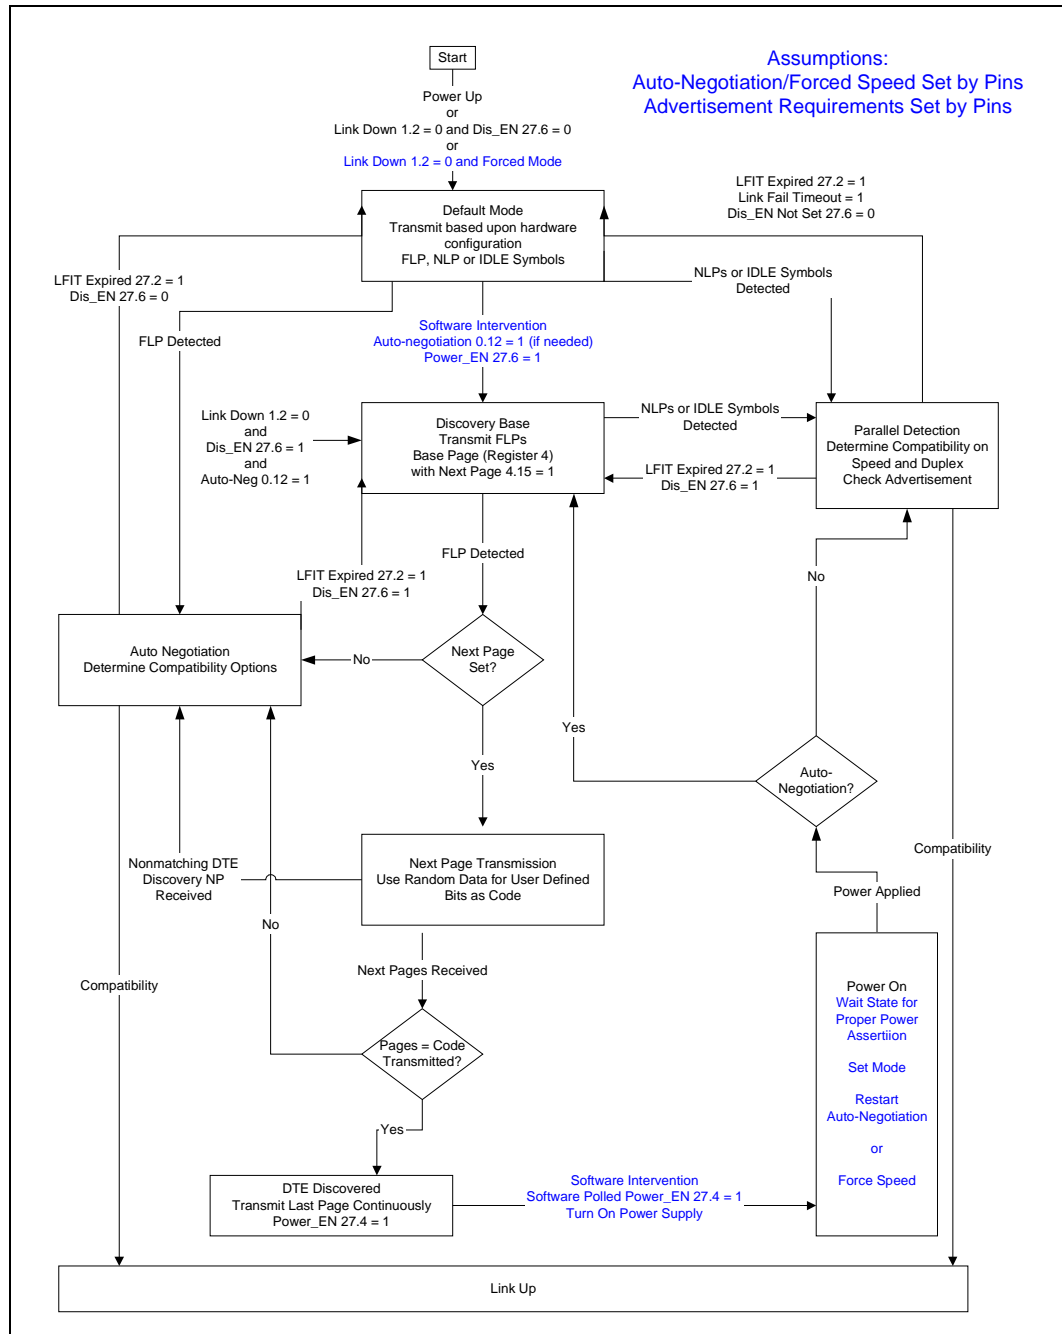 Start
Assumptions:
Auto-Negotiation/Forced Speed Set by Pins
Advertisement Requirements Set by Pins
Power Up
or
Link Down 1.2 = 0 and Dis_EN 27.6 = 0
or
Link Down 1.2 = 0 and Forced Mode
LFIT Expired 27.2 = 1
Link Fail Timeout = 1
Dis_EN Not Set 27.6 = 0
Default Mode
Transmit based upon hardware
configuration
FLP, NLP or IDLE Symbols
LFIT Expired 27.2 = 1
Dis_EN 27.6 = 0
NLPs or IDLE Symbols
Detected
FLP Detected
Software Intervention
Auto-negotiation 0.12 = 1 (if needed)
Power_EN 27.6 = 1
Link Down 1.2 = 0
and
Dis_EN 27.6 = 1
and
Auto-Neg 0.12 = 1
Discovery Base
Transmit FLPs
Base Page (Register 4)
with Next Page 4.15 = 1
NLPs or IDLE Symbols
Detected
LFIT Expired 27.2 = 1
Dis_EN 27.6 = 1
Parallel Detection
Determine Compatibility on
Speed and Duplex
Check Advertisement
FLP Detected
LFIT Expired 27.2 = 1
Dis_EN 27.6 = 1
No
Auto Negotiation
Determine Compatibility Options
No
Next Page
Set?
Yes
Yes
Auto-
Negotiation?
Nonmatching DTE
Discovery NP
Received
Next Page Transmission
Use Random Data for User Defined
Bits as Code
Compatibility
Power Applied
No
Next Pages Received
Compatibility
Pages = Code
Transmitted?
Power On
Wait State for
Proper Power
Assertiion
Set Mode
Restart
Auto-Negotiation
or
Force Speed
Yes
DTE Discovered
Transmit Last Page Continuously
Power_EN 27.4 = 1
Software Intervention
Software Polled Power_EN 27.4 = 1
Turn On Power Supply
Link Up